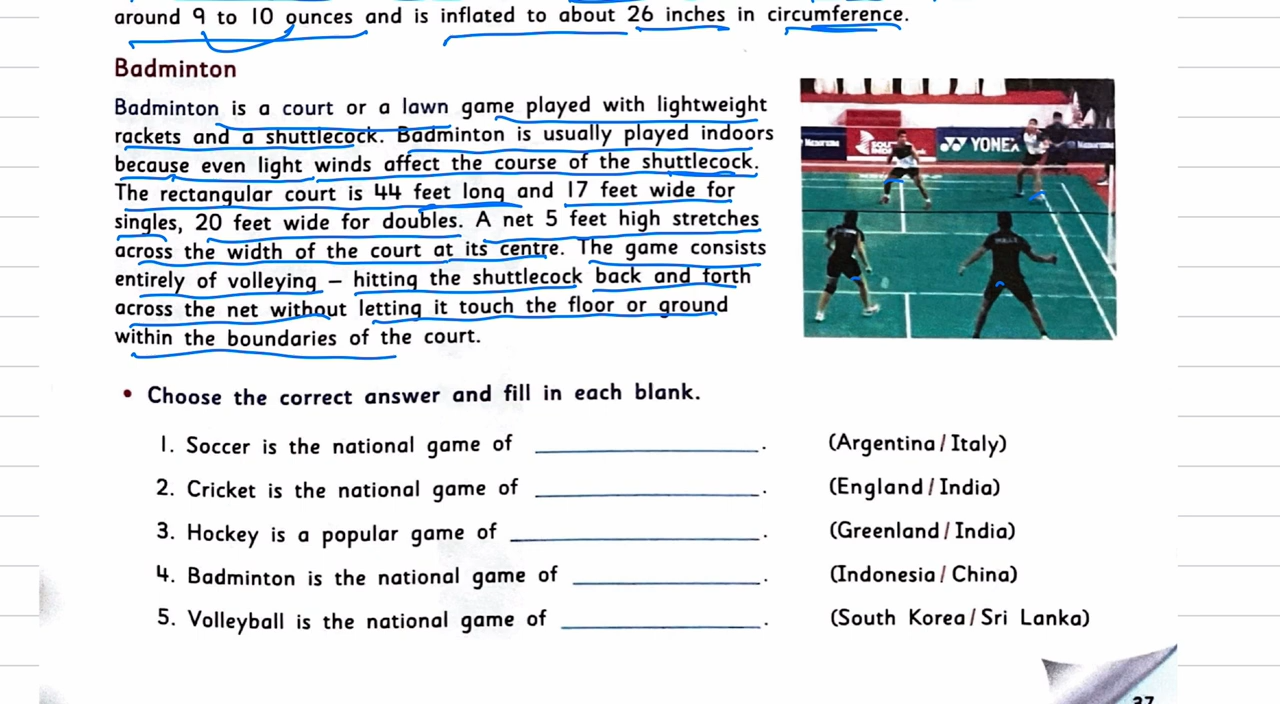 around 9 to 10 ounces and is inflated to about 26 inches in circumference.
Badminton
Badminton is a court or a lawn game played with lightweight
rackets and a shuttlecock. Badminton is usually played indoors
because even light winds affect the course of the shuttlecock.
The rectangular court is 44 feet long and 17 feet wide for
singles, 20 feet wide for doubles. A net 5 feet high stretches
across the width of the court at its centre. The game consists
entirely of volleying – hitting the shuttlecock back and forth
across the net without letting it touch the floor or ground
within the boundaries of the court.
YONEX
• Choose the correct answer and fill in each blank.
1. Soccer is the national game of ____________. (Argentina/Italy)
2. Cricket is the national game of ____________. (England/India)
3. Hockey is a popular game of ____________. (Greenland/India)
4. Badminton is the national game of ____________. (Indonesia/China)
5. Volleyball is the national game of ____________. (South Korea/Sri Lanka)